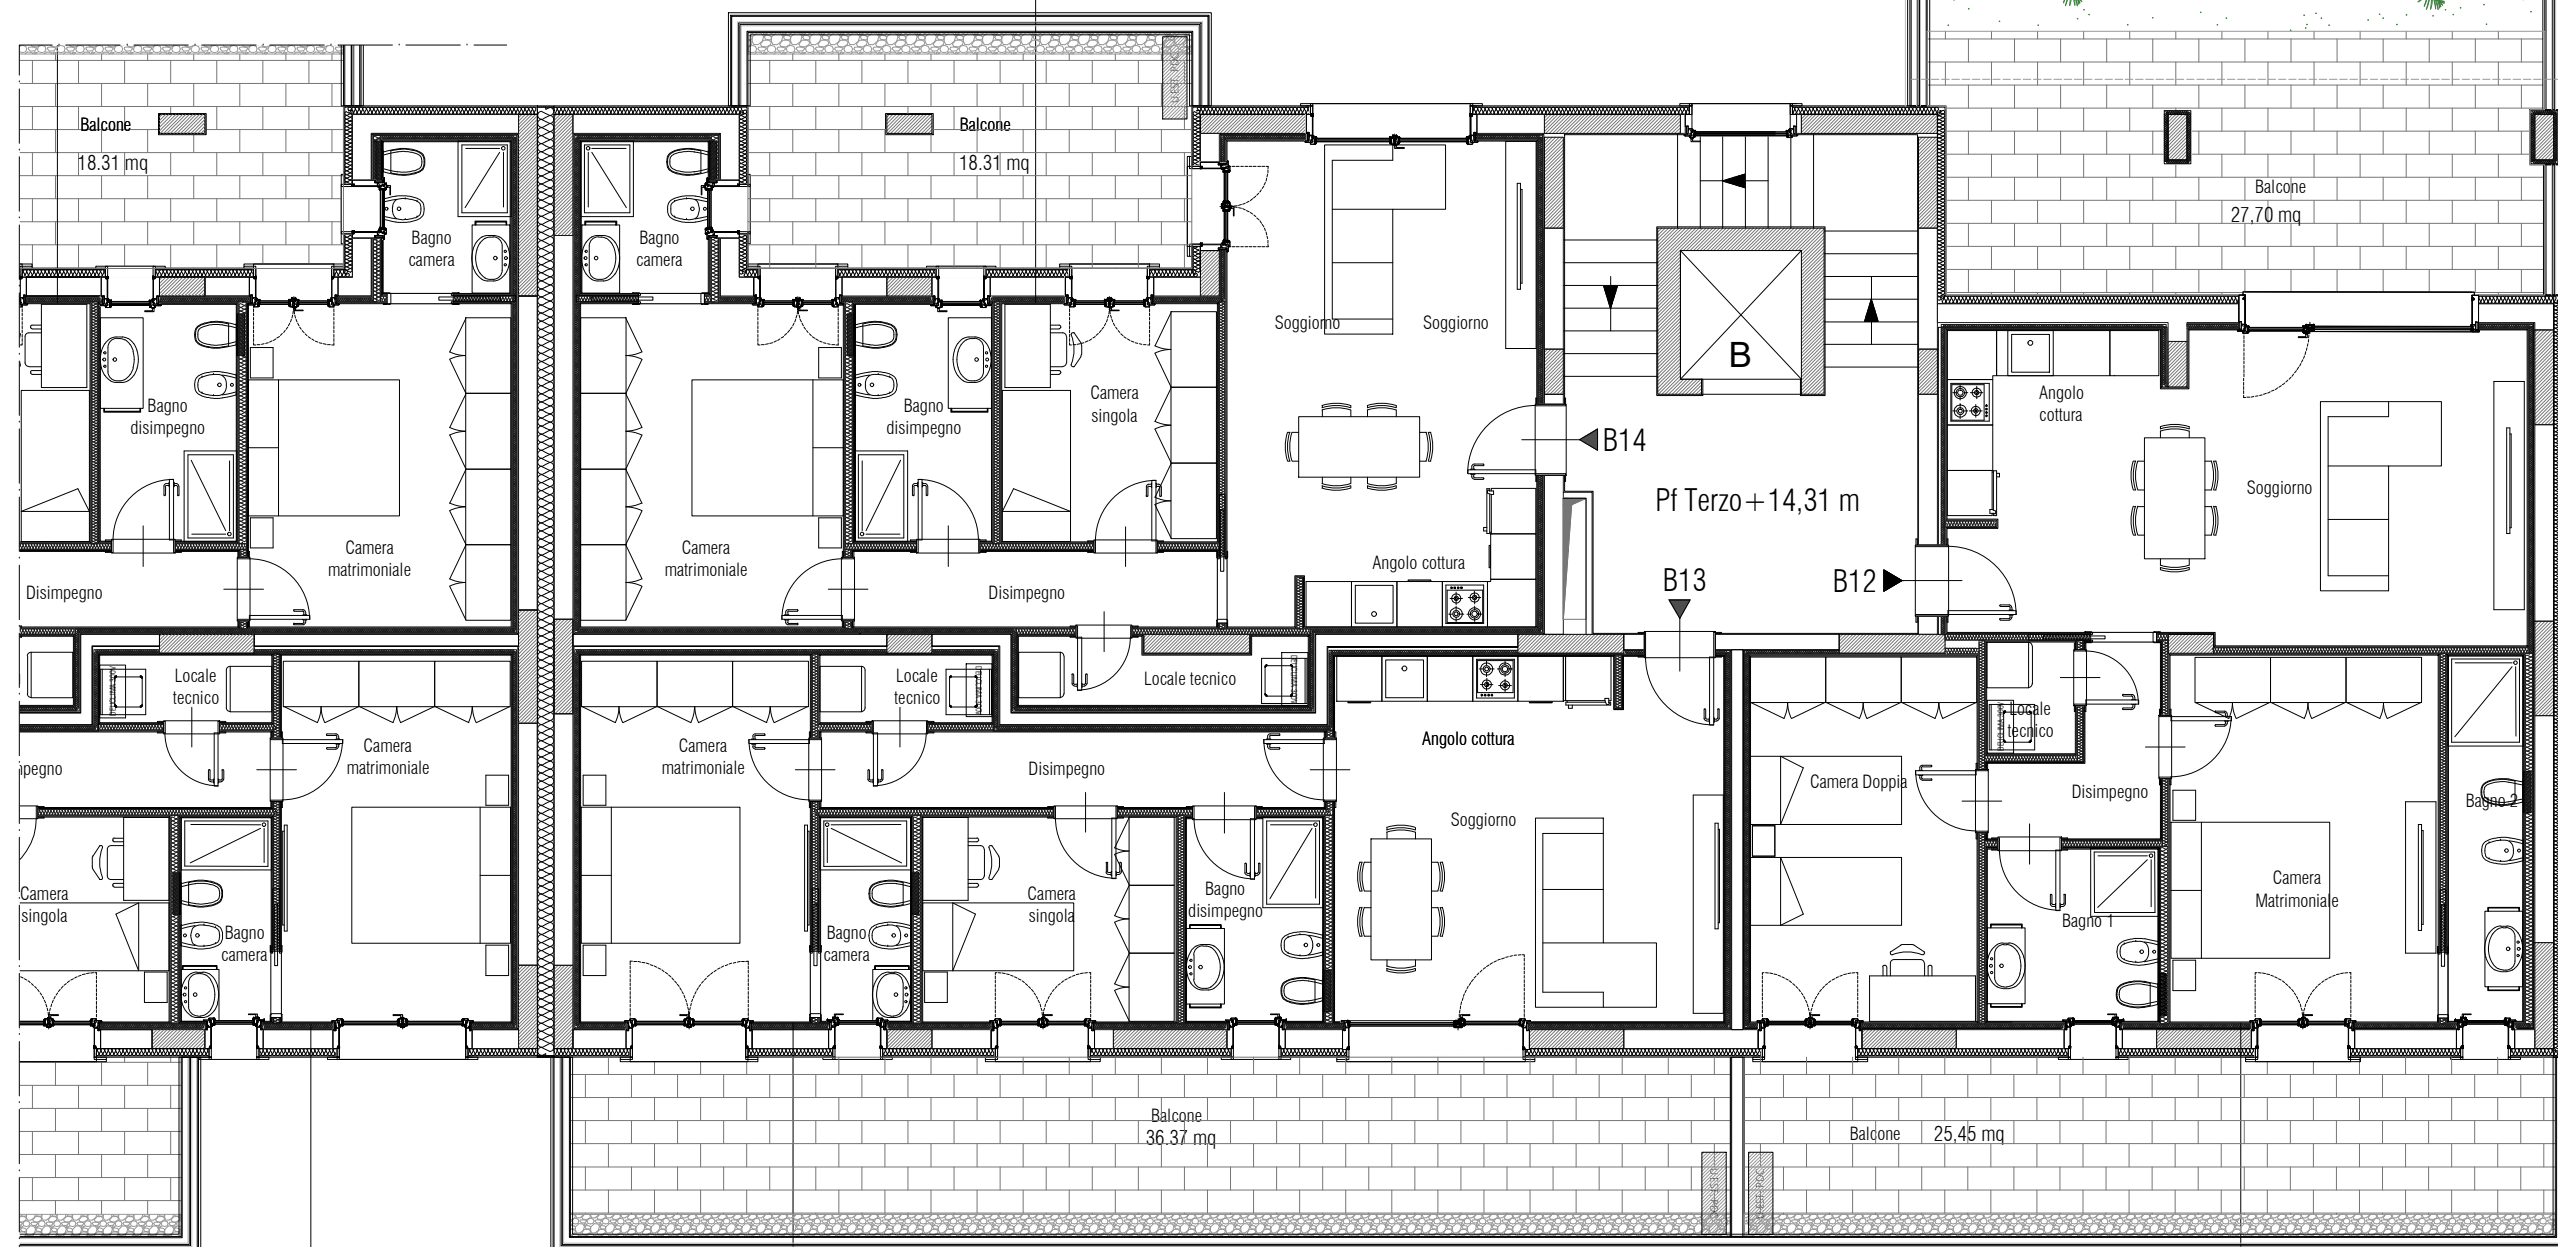 Balcone
18.31 mq
Balcone
18.31 mq
Balcone
27,70 mq
Bagno
camera
Bagno
camera
Soggiorno
Soggiorno
B
Bagno
disimpegno
Bagno
disimpegno
Camera
singola
Angolo
cottura
B14
Soggiorno
Pf Terzo+14,31 m
Camera
matrimoniale
Camera
matrimoniale
Angolo cottura
Disimpegno
Disimpegno
B13
B12
Locale
tecnico
Locale
tecnico
Locale tecnico
Locale
tecnico
Camera
matrimoniale
Camera
matrimoniale
Angolo cottura
mpegno
Disimpegno
Camera Doppia
Disimpegno
Bagno 2
Soggiorno
Camera
singola
Camera
singola
Bagno
disimpegno
Camera
Matrimoniale
Bagno
camera
Bagno
camera
Bagno 1
Balcone
36.37 mq
Balcone 25,45 mq